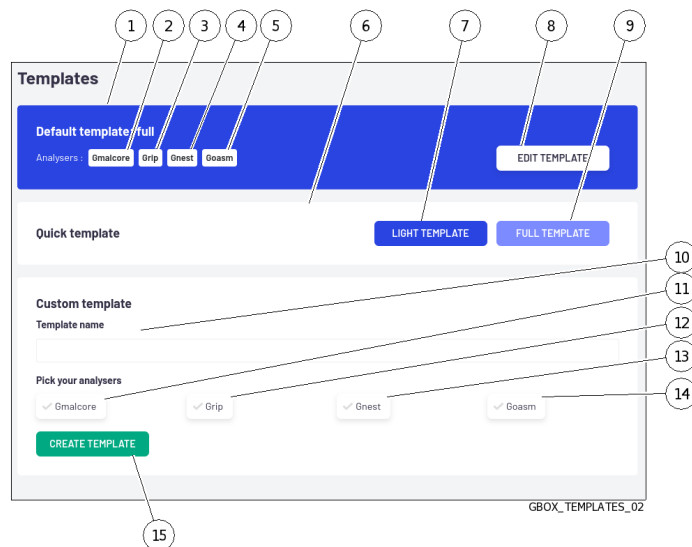 1 2 3 4 5 6 7 8 9
Templates
Default template: full
Analysers : Gmalcore Grip Gnest Goasm
EDIT TEMPLATE
Quick template LIGHT TEMPLATE FULL TEMPLATE
10
Custom template
11
Template name
12
13
Pick your analysers
14
Gmalcore Grip Gnest Goasm
CREATE TEMPLATE
GBOX_TEMPLATES_02
15